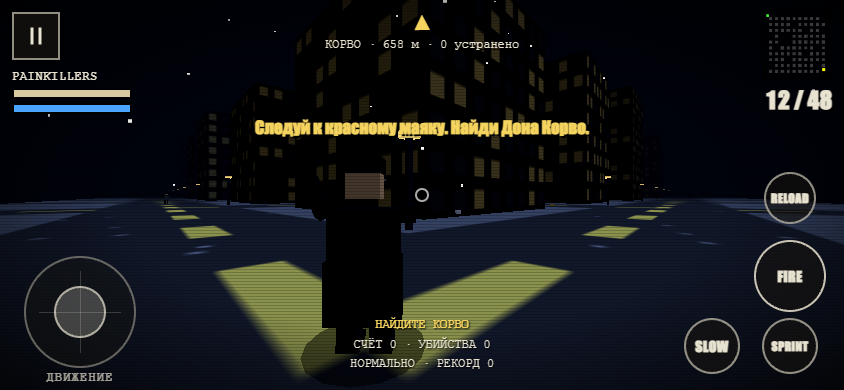 КОРВО · 658 м · 0 устранено
PAINKILLERS
12/48
Следуй к красному маяку. Найди Дона Корво.
RELOAD
FIRE
НАЙДИТЕ КОРВО
СЧЁТ 0 · УБИЙСТВА 0
SLOW
SPRINT
НОРМАЛЬНО · РЕКОРД 0
ДВИЖЕНИЕ